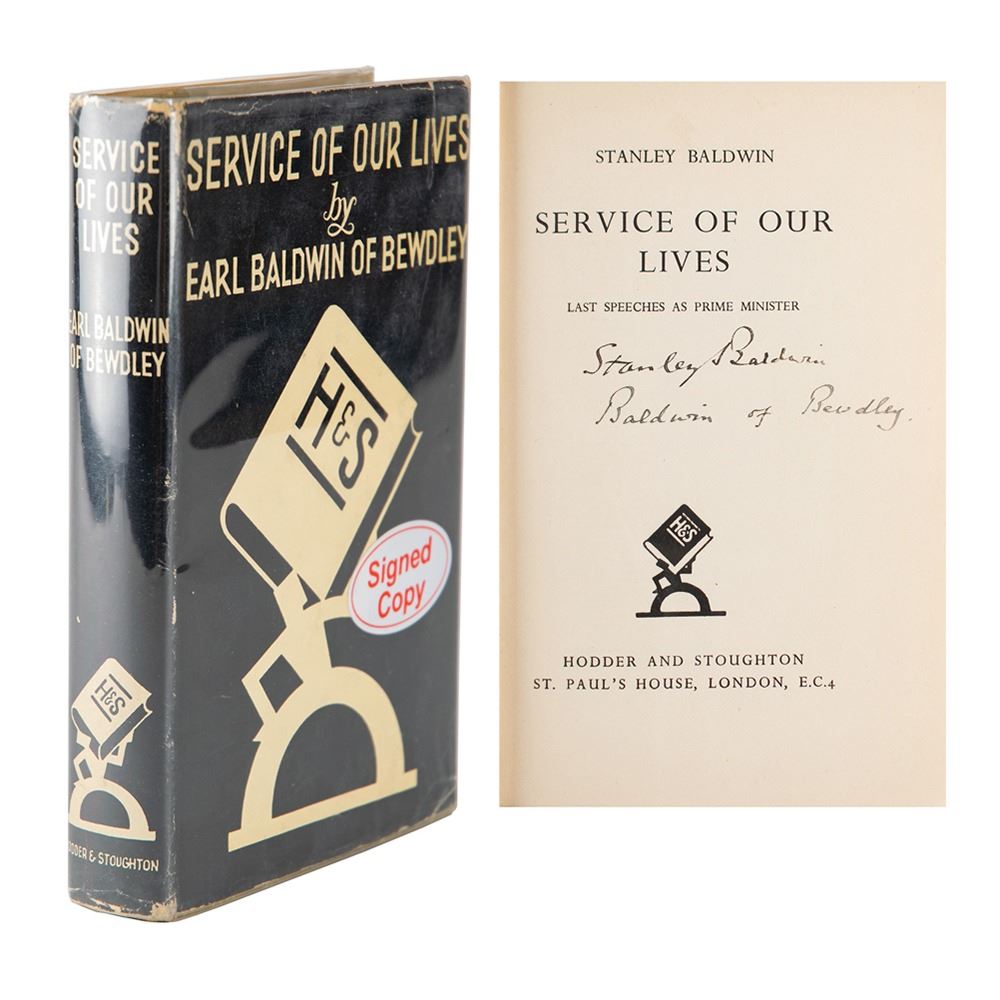 SERVICE
OF OUR
LIVES
EARL BALDWIN
OF BEWDLEY
H&S
HODDER & STOUGHTON
SERVICE OF OUR LIVES
by
EARL BALDWIN OF BEWDLEY
H&S
Signed
Copy
STANLEY BALDWIN
SERVICE OF OUR
LIVES
LAST SPEECHES AS PRIME MINISTER
Stanley Baldwin
Baldwin of Bewdley.
H&S
HODDER AND STOUGHTON
ST. PAUL'S HOUSE, LONDON, E.C.4